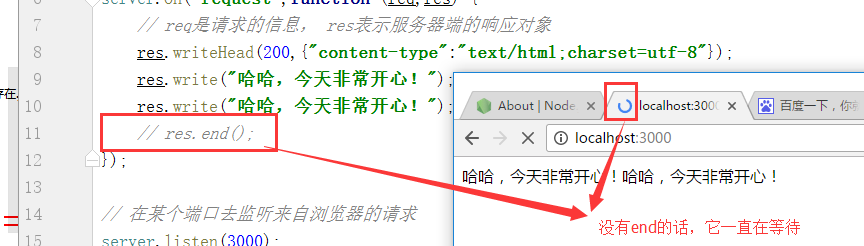 6 server.on("request",function (req,res) {
7 // req是请求的信息， res表示服务器端的响应对象
8 res.writeHead(200,{"content-type":"text/html;charset=utf-8"});
9 res.write("哈哈，今天非常开心！");
10 res.write("哈哈，今天非常开心！");
11 // res.end();
12 });
13
14 // 在某个端口去监听来自浏览器的请求
15 server.listen(3000);
存在.
About | Node
localhost:3000
百度一下，你
localhost:3000
哈哈，今天非常开心！哈哈，今天非常开心！
没有end的话，它一直在等待